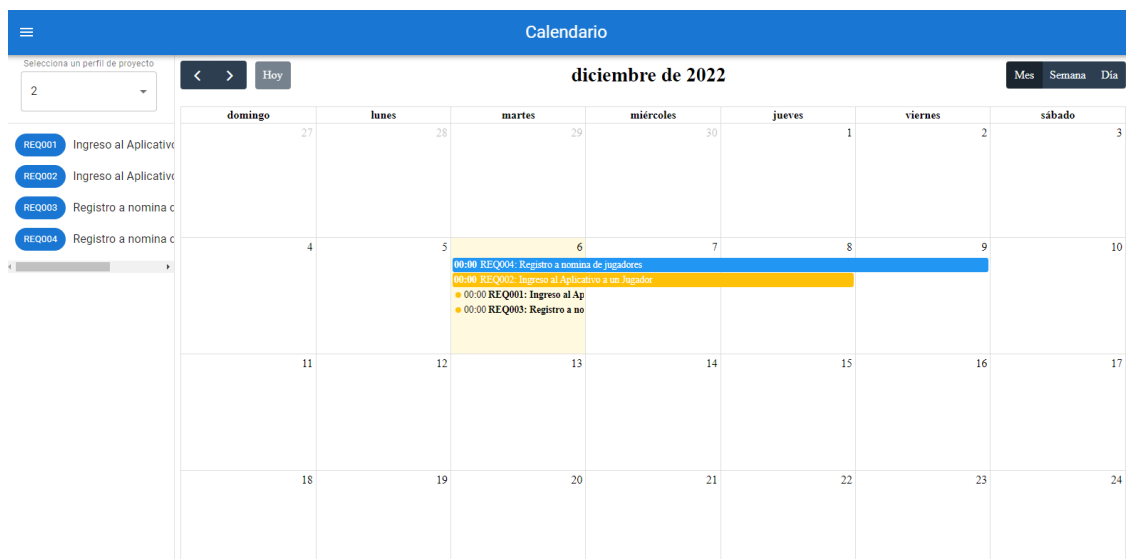 Calendario
Selecciona un perfil de proyecto
2
REQ001 Ingreso al Aplicativo
REQ002 Ingreso al Aplicativo
REQ003 Registro a nomina
REQ004 Registro a nomina
Hoy
diciembre de 2022
Mes Semana Día
domingo lunes martes miércoles jueves viernes sábado
27 28 29 30 1 2 3
4 5 6 7 8 9 10
00:00 REQ004: Registro a nomina de jugadores
00:00 REQ002: Ingreso al Aplicativo a un Jugador
00:00 REQ001: Ingreso al Ap
00:00 REQ003: Registro a no
11 12 13 14 15 16 17
18 19 20 21 22 23 24